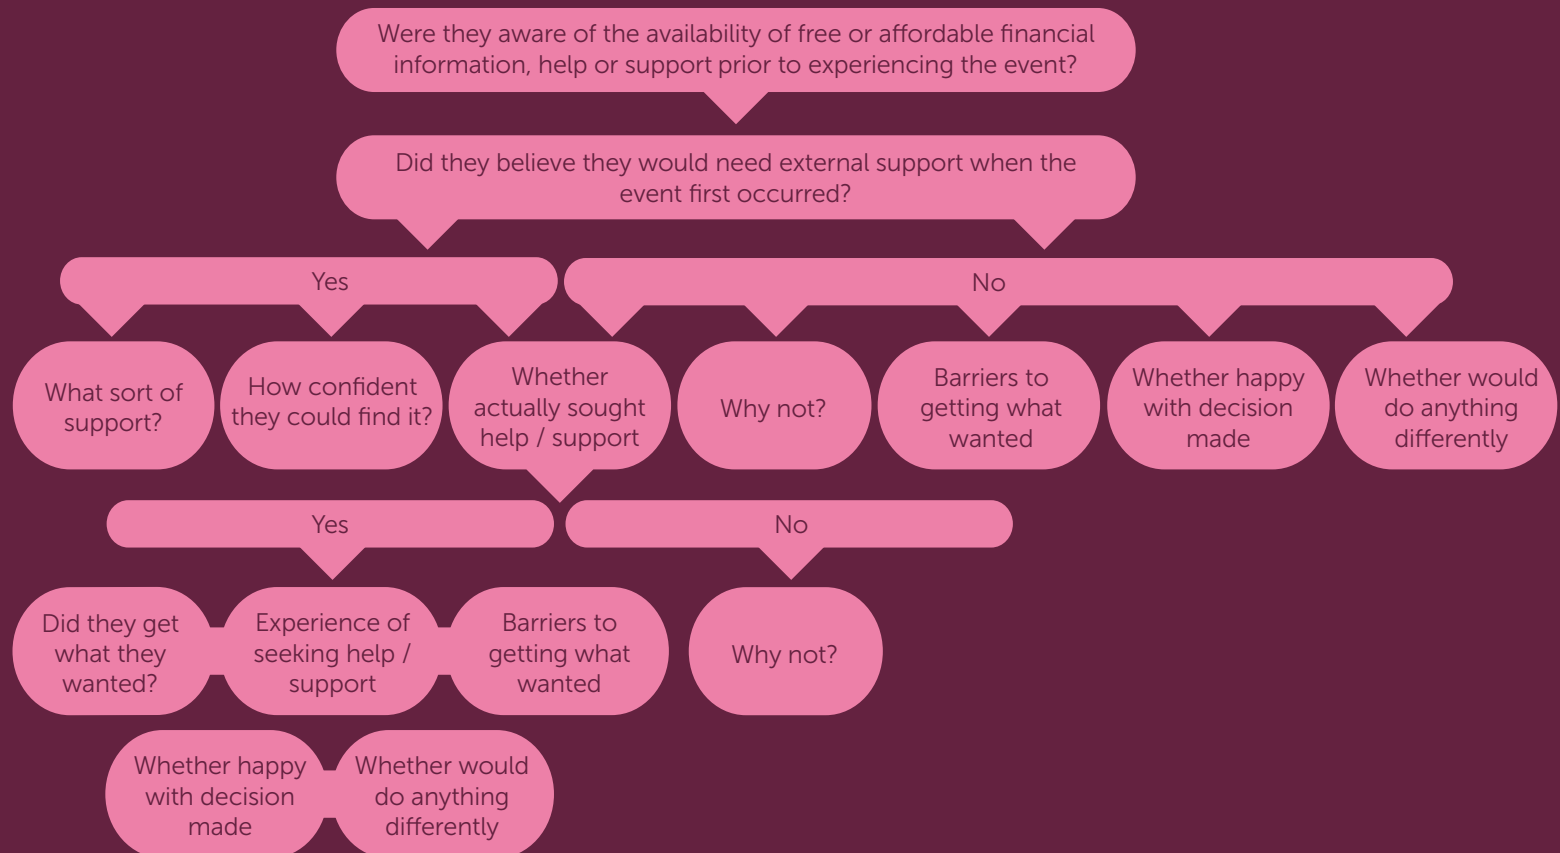 Were they aware of the availability of free or affordable financial
information, help or support prior to experiencing the event?
Did they believe they would need external support when the
event first occurred?
Yes
No
What sort of
support?
How confident
they could find it?
Whether
actually sought
help / support
Why not?
Barriers to
getting what
wanted
Whether happy
with decision
made
Whether would
do anything
differently
Yes
No
Did they get
what they
wanted?
Experience of
seeking help /
support
Barriers to
getting what
wanted
Why not?
Whether happy
with decision
made
Whether would
do anything
differently